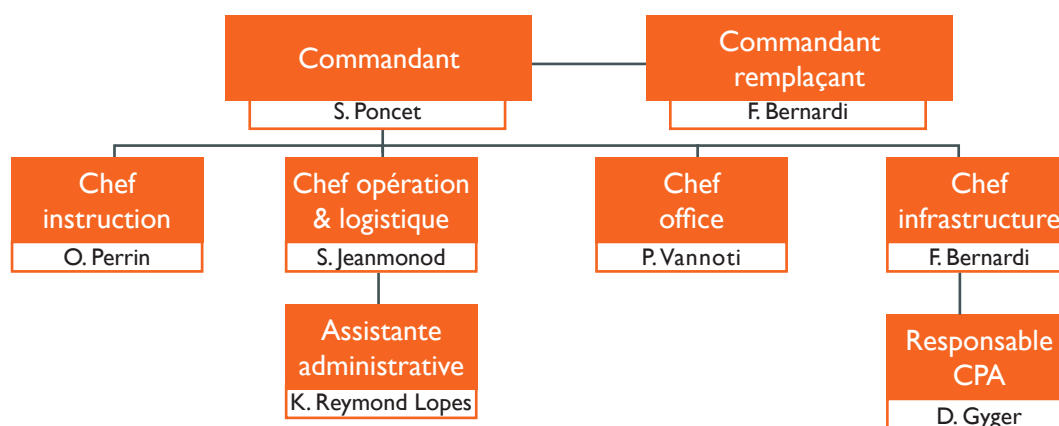 Commandant
S. Poncet
Commandant
remplaçant
F. Bernardi
Chef
instruction
O. Perrin
Chef opération
& logistique
S. Jeanmonod
Chef
office
P. Vannoti
Chef
infrastructure
F. Bernardi
Assistante
administrative
K. Reymond Lopes
Responsable
CPA
D. Gyger